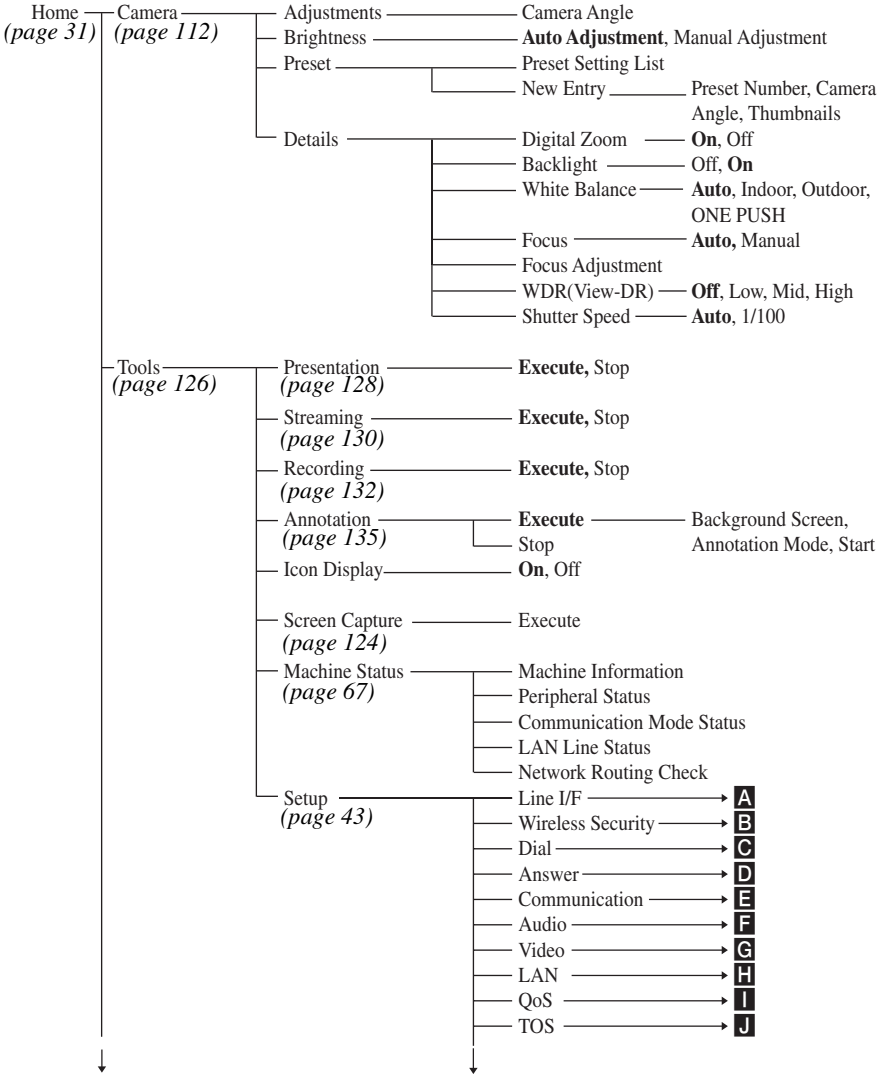 Home Camera Adjustments Camera Angle
(page 31) (page 112)
Brightness Auto Adjustment, Manual Adjustment
Preset Preset Setting List
New Entry Preset Number, Camera
Angle, Thumbnails
Details Digital Zoom On, Off
Backlight Off, On
White Balance Auto, Indoor, Outdoor,
ONE PUSH
Focus Auto, Manual
Focus Adjustment
WDR(View-DR) Off, Low, Mid, High
Shutter Speed Auto, 1/100
Tools Presentation Execute, Stop
(page 126) (page 128)
Streaming Execute, Stop
(page 130)
Recording Execute, Stop
(page 132)
Annotation Execute Background Screen,
(page 135) Stop Annotation Mode, Start
Icon Display On, Off
Screen Capture Execute
(page 124)
Machine Status Machine Information
(page 67) Peripheral Status
Communication Mode Status
LAN Line Status
Network Routing Check
Setup Line I/F A
(page 43) Wireless Security B
Dial C
Answer D
Communication E
Audio F
Video G
LAN H
QoS I
TOS J